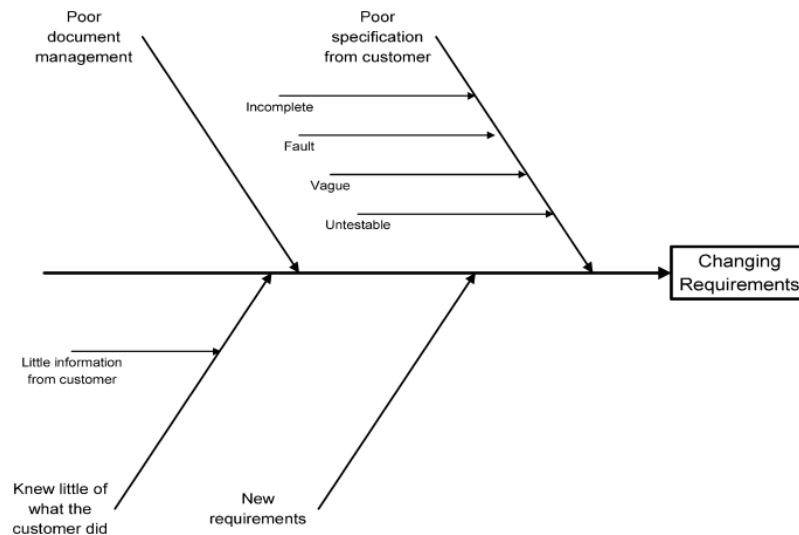 Poor
document
management
Poor
specification
from customer
Incomplete
Fault
Vague
Untestable
Changing
Requirements
Little information
from customer
Knew little of
what the
customer did
New
requirements